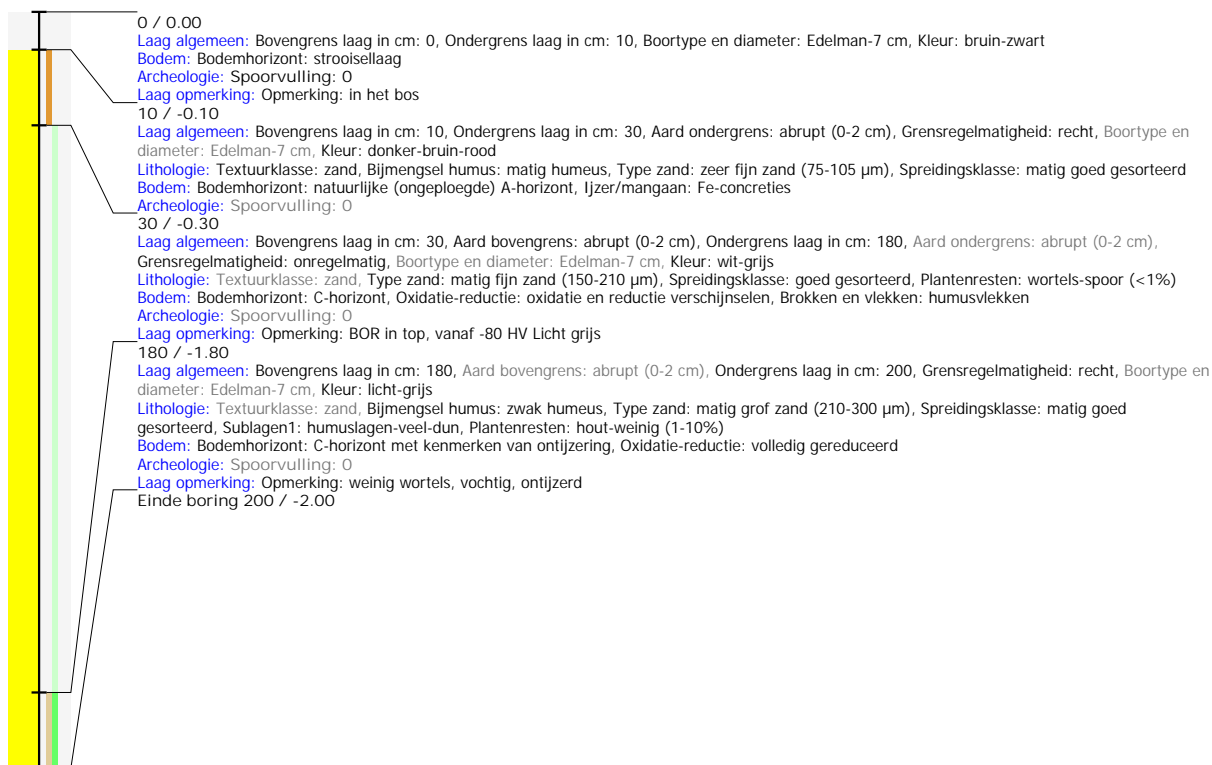 0 / 0.00
Laag algemeen: Bovengrens laag in cm: 0, Ondergrens laag in cm: 10, Boortype en diameter: Edelman-7 cm, Kleur: bruin-zwart
Bodem: Bodemhorizont: strooisellaag
Archeologie: Spoorvulling: 0
Laag opmerking: Opmerking: in het bos
10 / -0.10
Laag algemeen: Bovengrens laag in cm: 10, Ondergrens laag in cm: 30, Aard ondergrens: abrupt (0-2 cm), Grensregelmatigheid: recht, Boortype en
diameter: Edelman-7 cm, Kleur: donker-bruin-rood
Lithologie: Textuurklasse: zand, Bijmengsel humus: matig humeus, Type zand: zeer fijn zand (75-105 µm), Spreidingsklasse: matig goed gesorteerd
Bodem: Bodemhorizont: natuurlijke (ongeploegde) A-horizont, Ijzer/mangaan: Fe-concreties
Archeologie: Spoorvulling: 0
30 / -0.30
Laag algemeen: Bovengrens laag in cm: 30, Aard bovengrens: abrupt (0-2 cm), Ondergrens laag in cm: 180, Aard ondergrens: abrupt (0-2 cm),
Grensregelmatigheid: onregelmatig, Boortype en diameter: Edelman-7 cm, Kleur: wit-grijs
Lithologie: Textuurklasse: zand, Type zand: matig fijn zand (150-210 µm), Spreidingsklasse: goed gesorteerd, Plantenresten: wortels-spoor (<1%)
Bodem: Bodemhorizont: C-horizont, Oxidatie-reductie: oxidatie en reductie verschijnselen, Brokken en vlekken: humusvlekken
Archeologie: Spoorvulling: 0
Laag opmerking: Opmerking: BOR in top, vanaf -80 HV Licht grijs
180 / -1.80
Laag algemeen: Bovengrens laag in cm: 180, Aard bovengrens: abrupt (0-2 cm), Ondergrens laag in cm: 200, Grensregelmatigheid: recht, Boortype en
diameter: Edelman-7 cm, Kleur: licht-grijs
Lithologie: Textuurklasse: zand, Bijmengsel humus: zwak humeus, Type zand: matig grof zand (210-300 µm), Spreidingsklasse: matig goed
gesorteerd, Sublagen1: humuslagen-veel-dun, Plantenresten: hout-weinig (1-10%)
Bodem: Bodemhorizont: C-horizont met kenmerken van ontijzering, Oxidatie-reductie: volledig gereduceerd
Archeologie: Spoorvulling: 0
Laag opmerking: Opmerking: weinig wortels, vochtig, ontijzerd
Einde boring 200 / -2.00